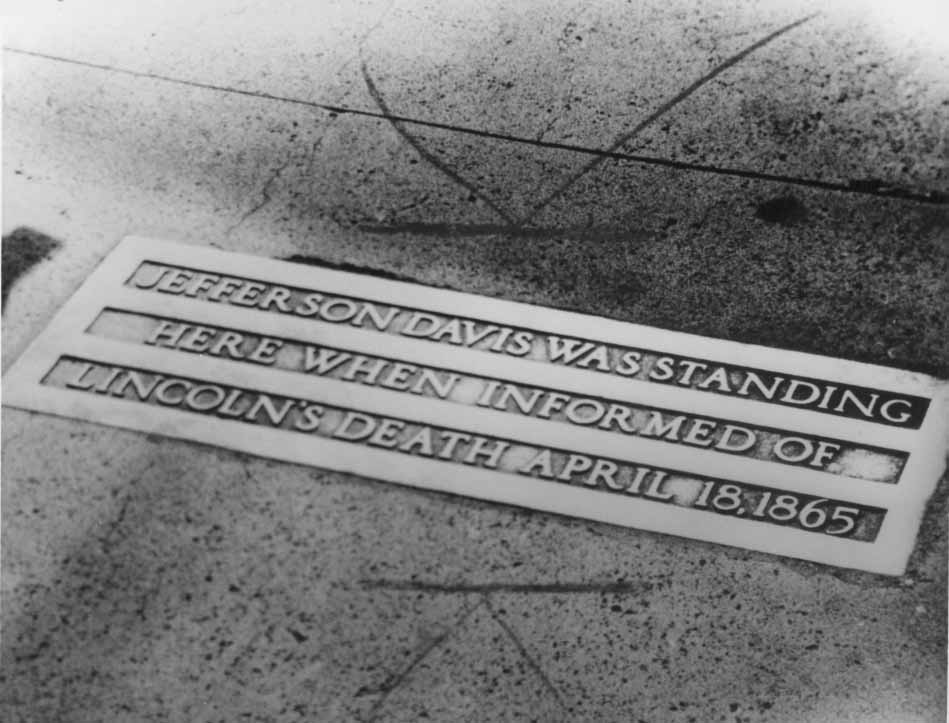 JEFFERSON DAVIS WAS STANDING
HERE WHEN INFORMED OF
LINCOLN'S DEATH APRIL 18, 1865